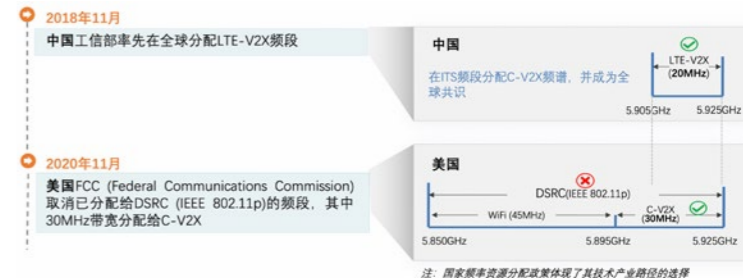 2018年11月
中国工信部率先在全球分配LTE-V2X频段
中国
在ITS频段分配C-V2X频谱，并成为全
球共识
LTE-V2X
(20MHz)
5.905GHz
5.925GHz
2020年11月
美国FCC (Federal Communications Commission)
取消已分配给DSRC (IEEE 802.11p)的频段，其中
30MHz带宽分配给C-V2X
美国
DSRC(IEEE 802.11p)
WiFi (45MHz)
C-V2X
(30MHz)
5.850GHz
5.895GHz
5.925GHz
注：国家频率资源分配政策体现了其技术产业路径的选择